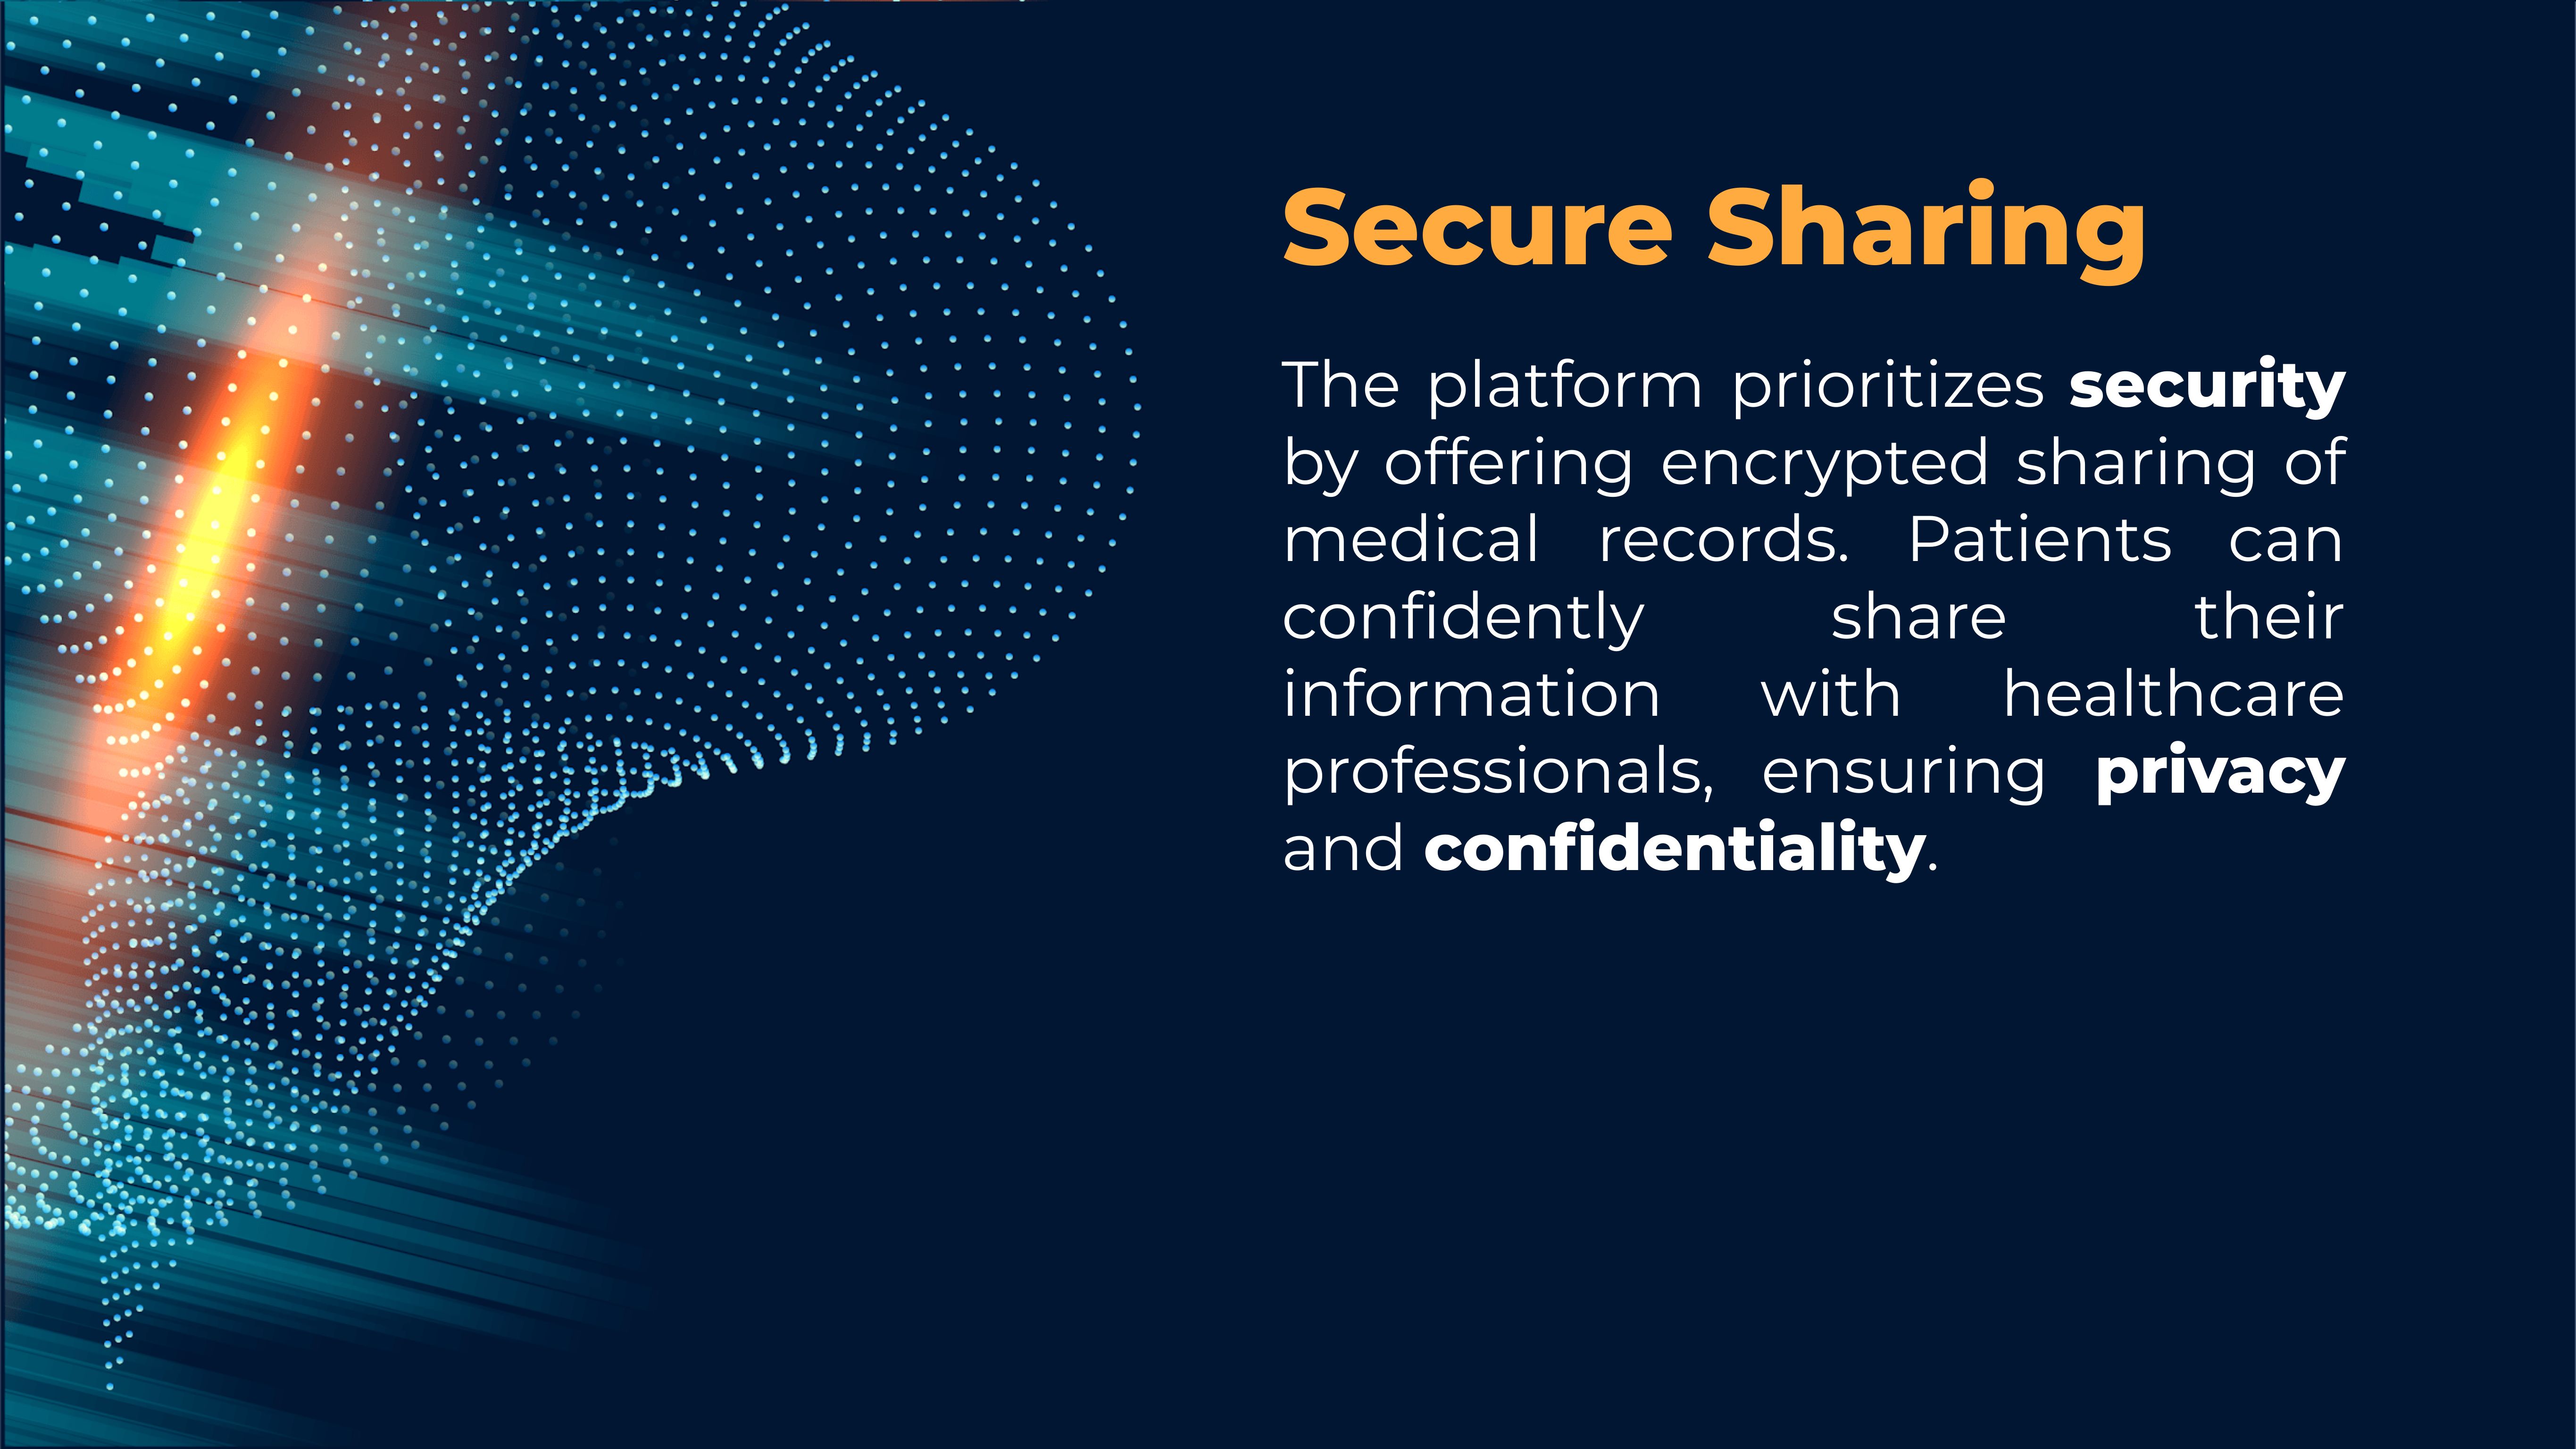 Secure Sharing
The platform prioritizes security
by offering encrypted sharing of
medical records. Patients can
confidently share their
information with healthcare
professionals, ensuring privacy
and confidentiality.